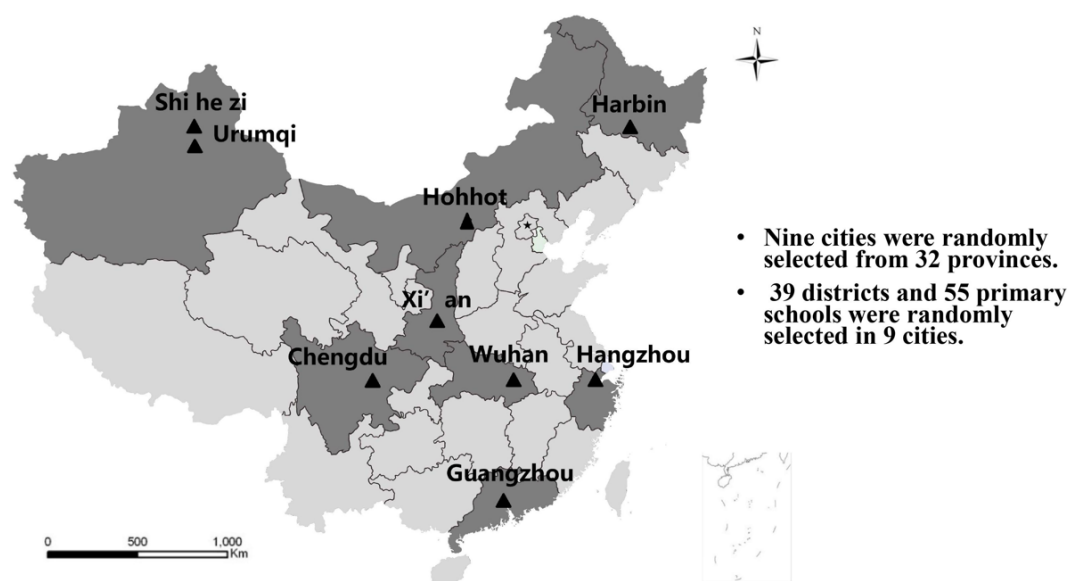 N
Shi he zi
Harbin
Urumqi
Hohhot
• Nine cities were randomly
selected from 32 provinces.
• 39 districts and 55 primary
schools were randomly
selected in 9 cities.
Xi’ an
Chengdu
Wuhan
Hangzhou
Guangzhou
0 500 1,000
Km